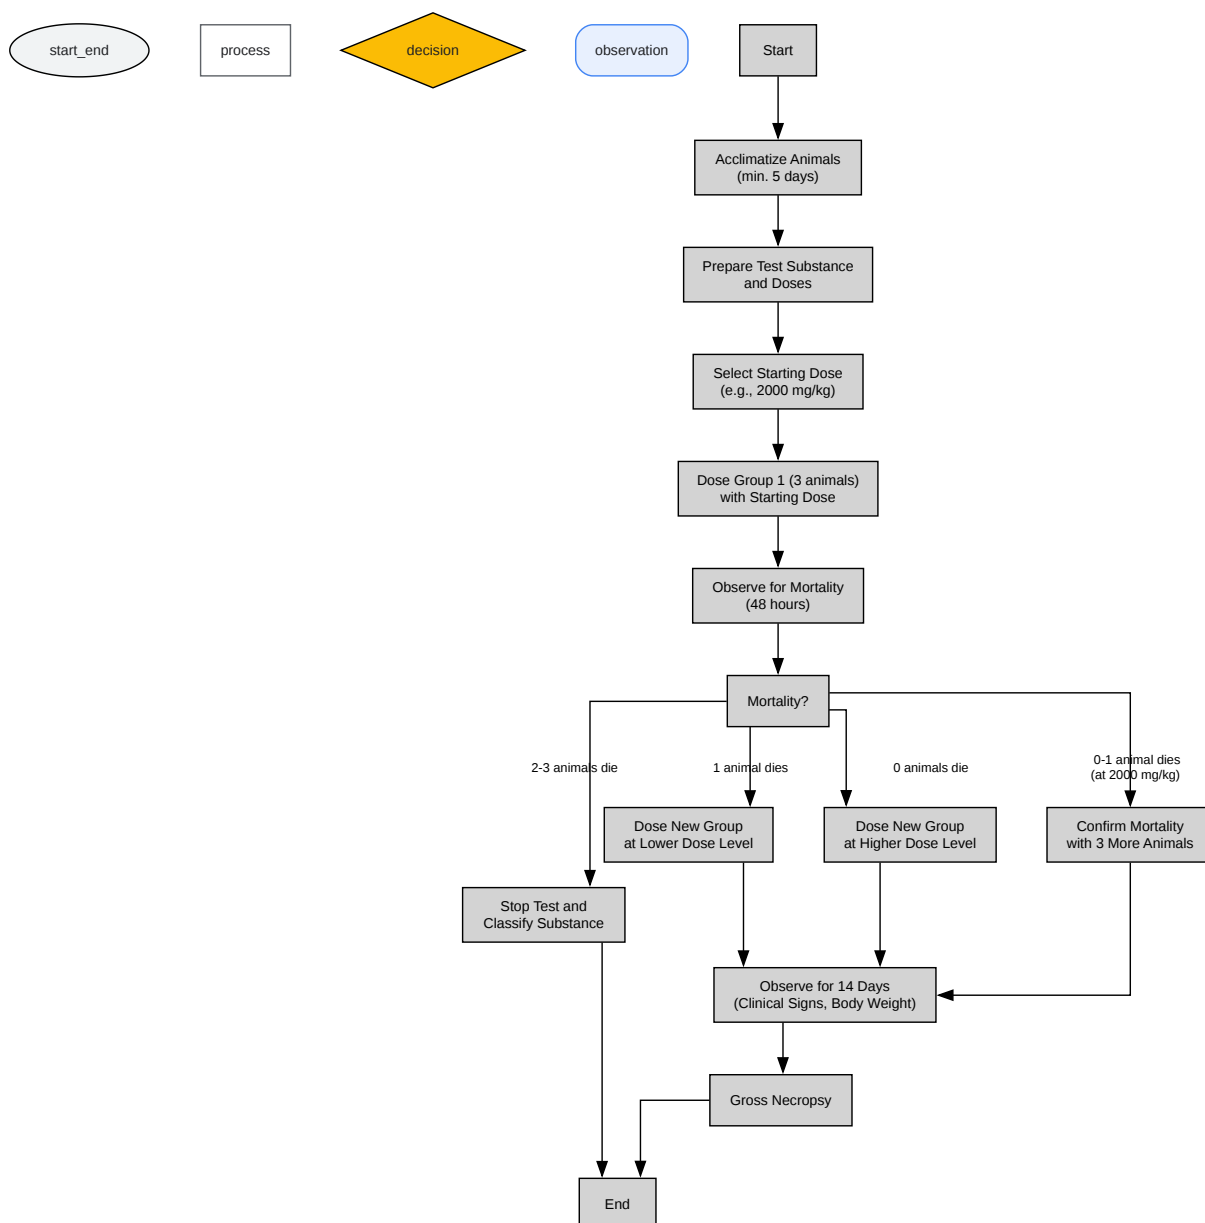 start_end
process
decision
observation
Start
Acclimatize Animals
(min. 5 days)
Prepare Test Substance
and Doses
Select Starting Dose
(e.g., 2000 mg/kg)
Dose Group 1 (3 animals)
with Starting Dose
Observe for Mortality
(48 hours)
Mortality?
2-3 animals die
1 animal dies
0 animals die
0-1 animal dies
(at 2000 mg/kg)
Dose New Group
at Lower Dose Level
Dose New Group
at Higher Dose Level
Confirm Mortality
with 3 More Animals
Stop Test and
Classify Substance
Observe for 14 Days
(Clinical Signs, Body Weight)
Gross Necropsy
End